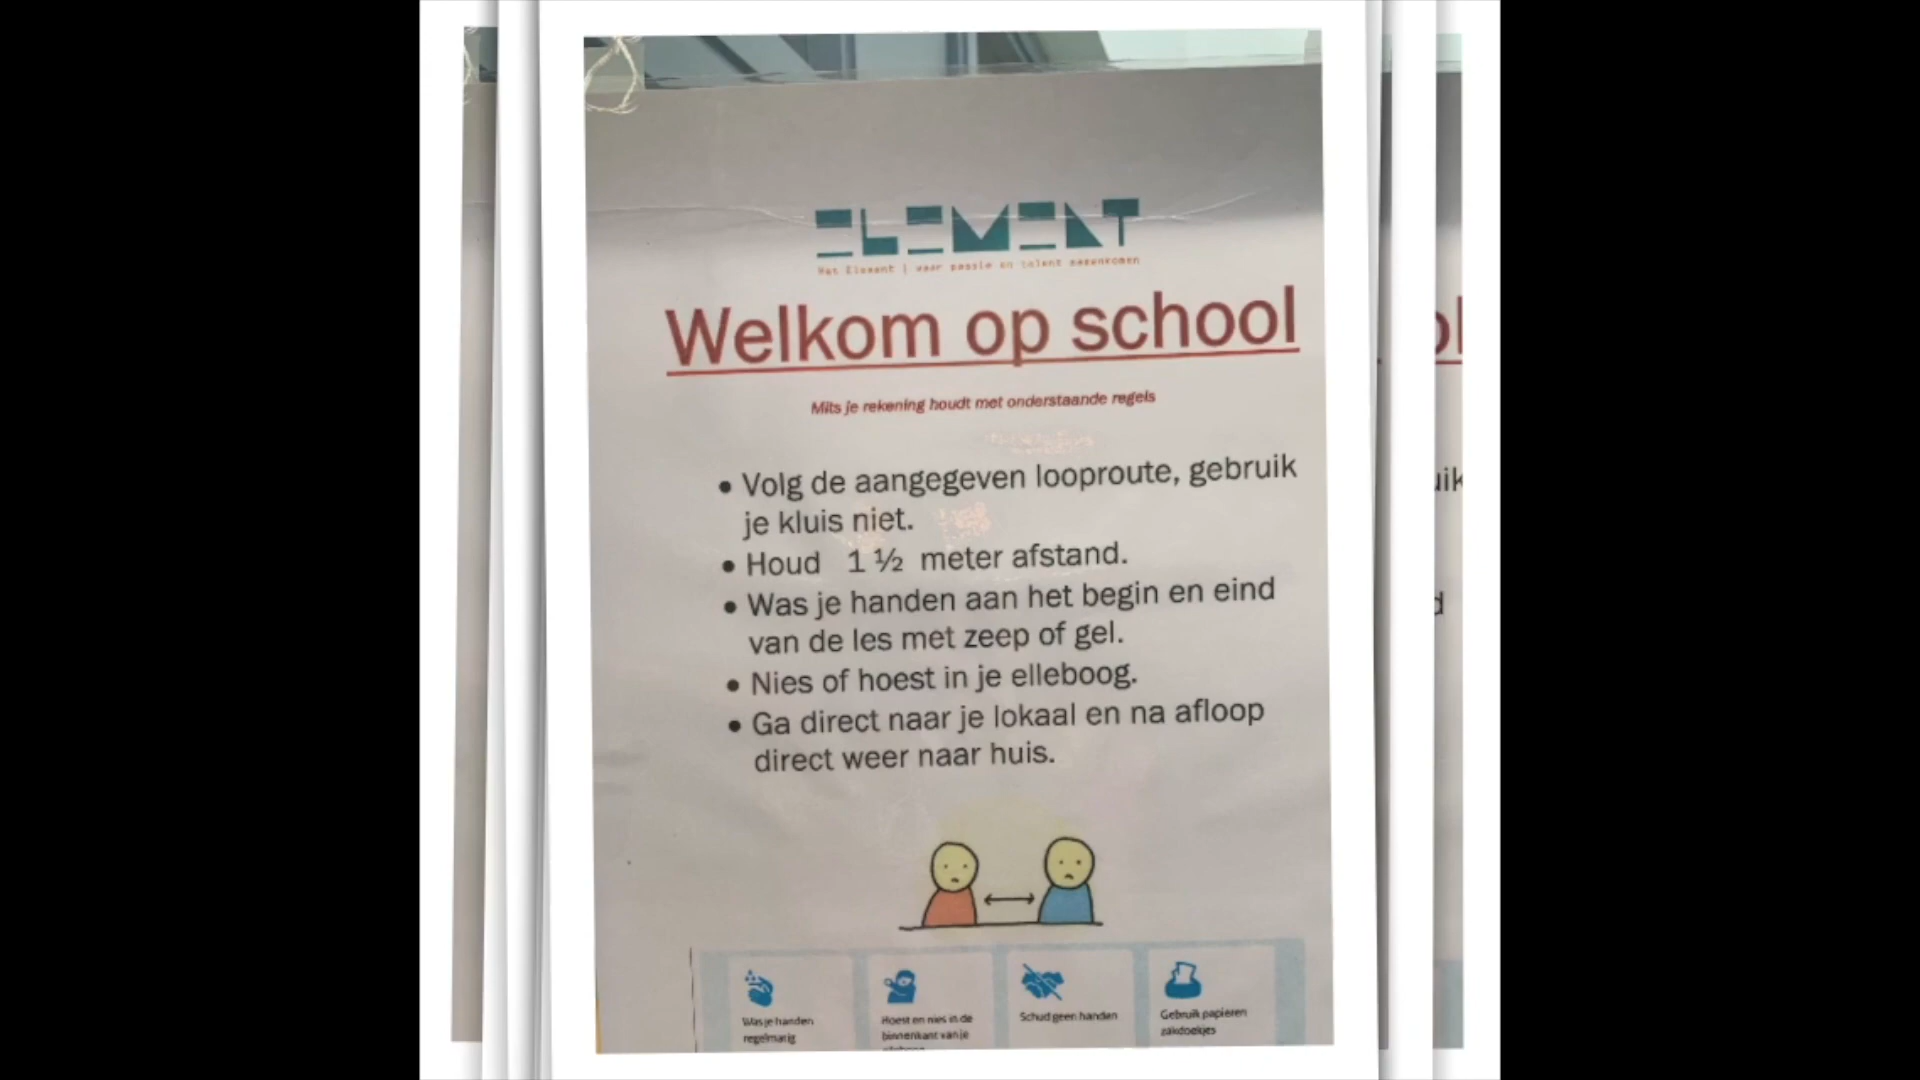 ELEMENT
Het Element | waar passie en talent samenkomen
Welkom op school
Mits je rekening houdt met onderstaande regels
• Volg de aangegeven looproute, gebruik
je kluis niet.
• Houd 1 ½ meter afstand.
• Was je handen aan het begin en eind
van de les met zeep of gel.
• Nies of hoest in je elleboog.
• Ga direct naar je lokaal en na afloop
direct weer naar huis.
Was je handen
regelmatig
Hoest en nies in de
binnenkant van je
Schud geen handen
Gebruik papieren
zakdoekjes